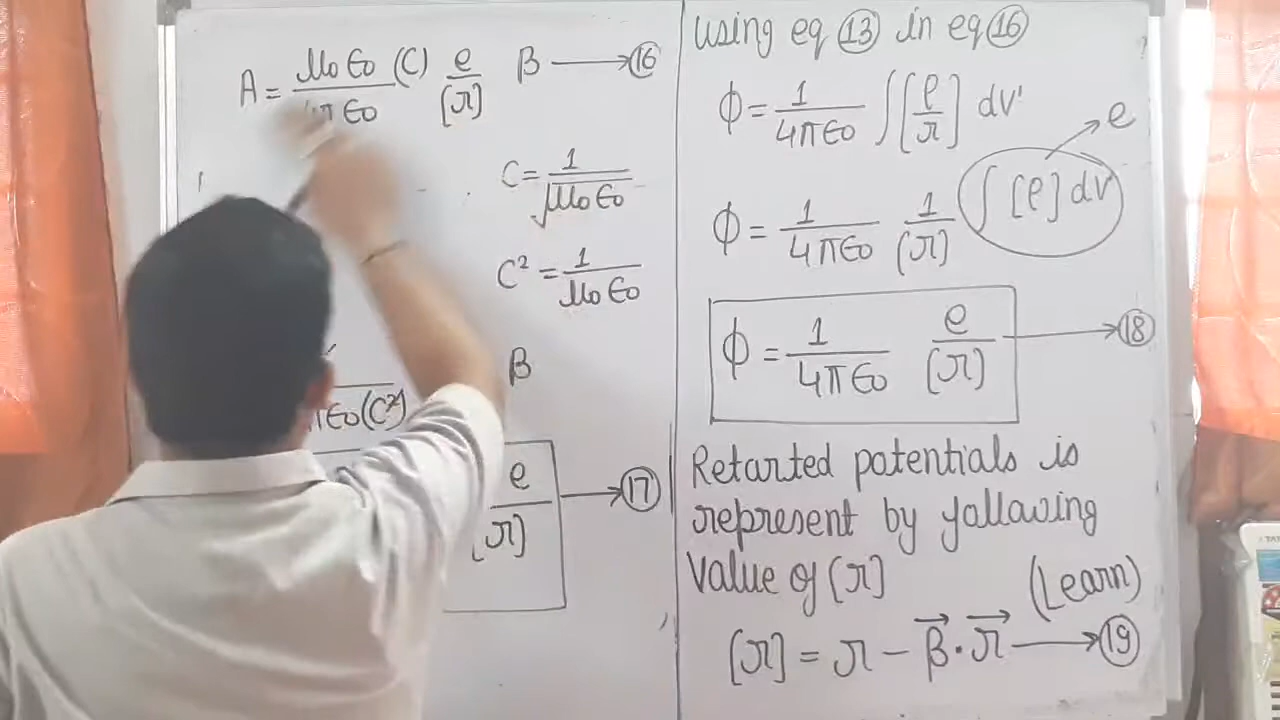 A = μ₀ϵ₀/4πϵ₀ (C) e/[r] β → ⑯
C = 1/√μ₀ϵ₀
C² = 1/μ₀ϵ₀
β
πϵ₀(C²)
e/[r] → ⑰
using eq ⑬ in eq ⑯
ϕ = 1/4πϵ₀ ∫[ρ/r] dv' → e
ϕ = 1/4πϵ₀ 1/[r] ∫[ρ] dv'
ϕ = 1/4πϵ₀ e/[r] → ⑱
Retarted potentials is
represent by following
Value of [r] (Learn)
[r] = r - β⃗·r⃗ → ⑲